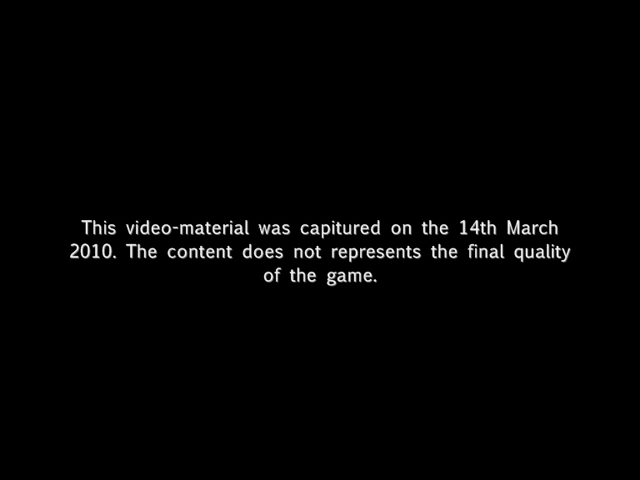 This video-material was capitured on the 14th March
2010. The content does not represents the final quality
of the game.